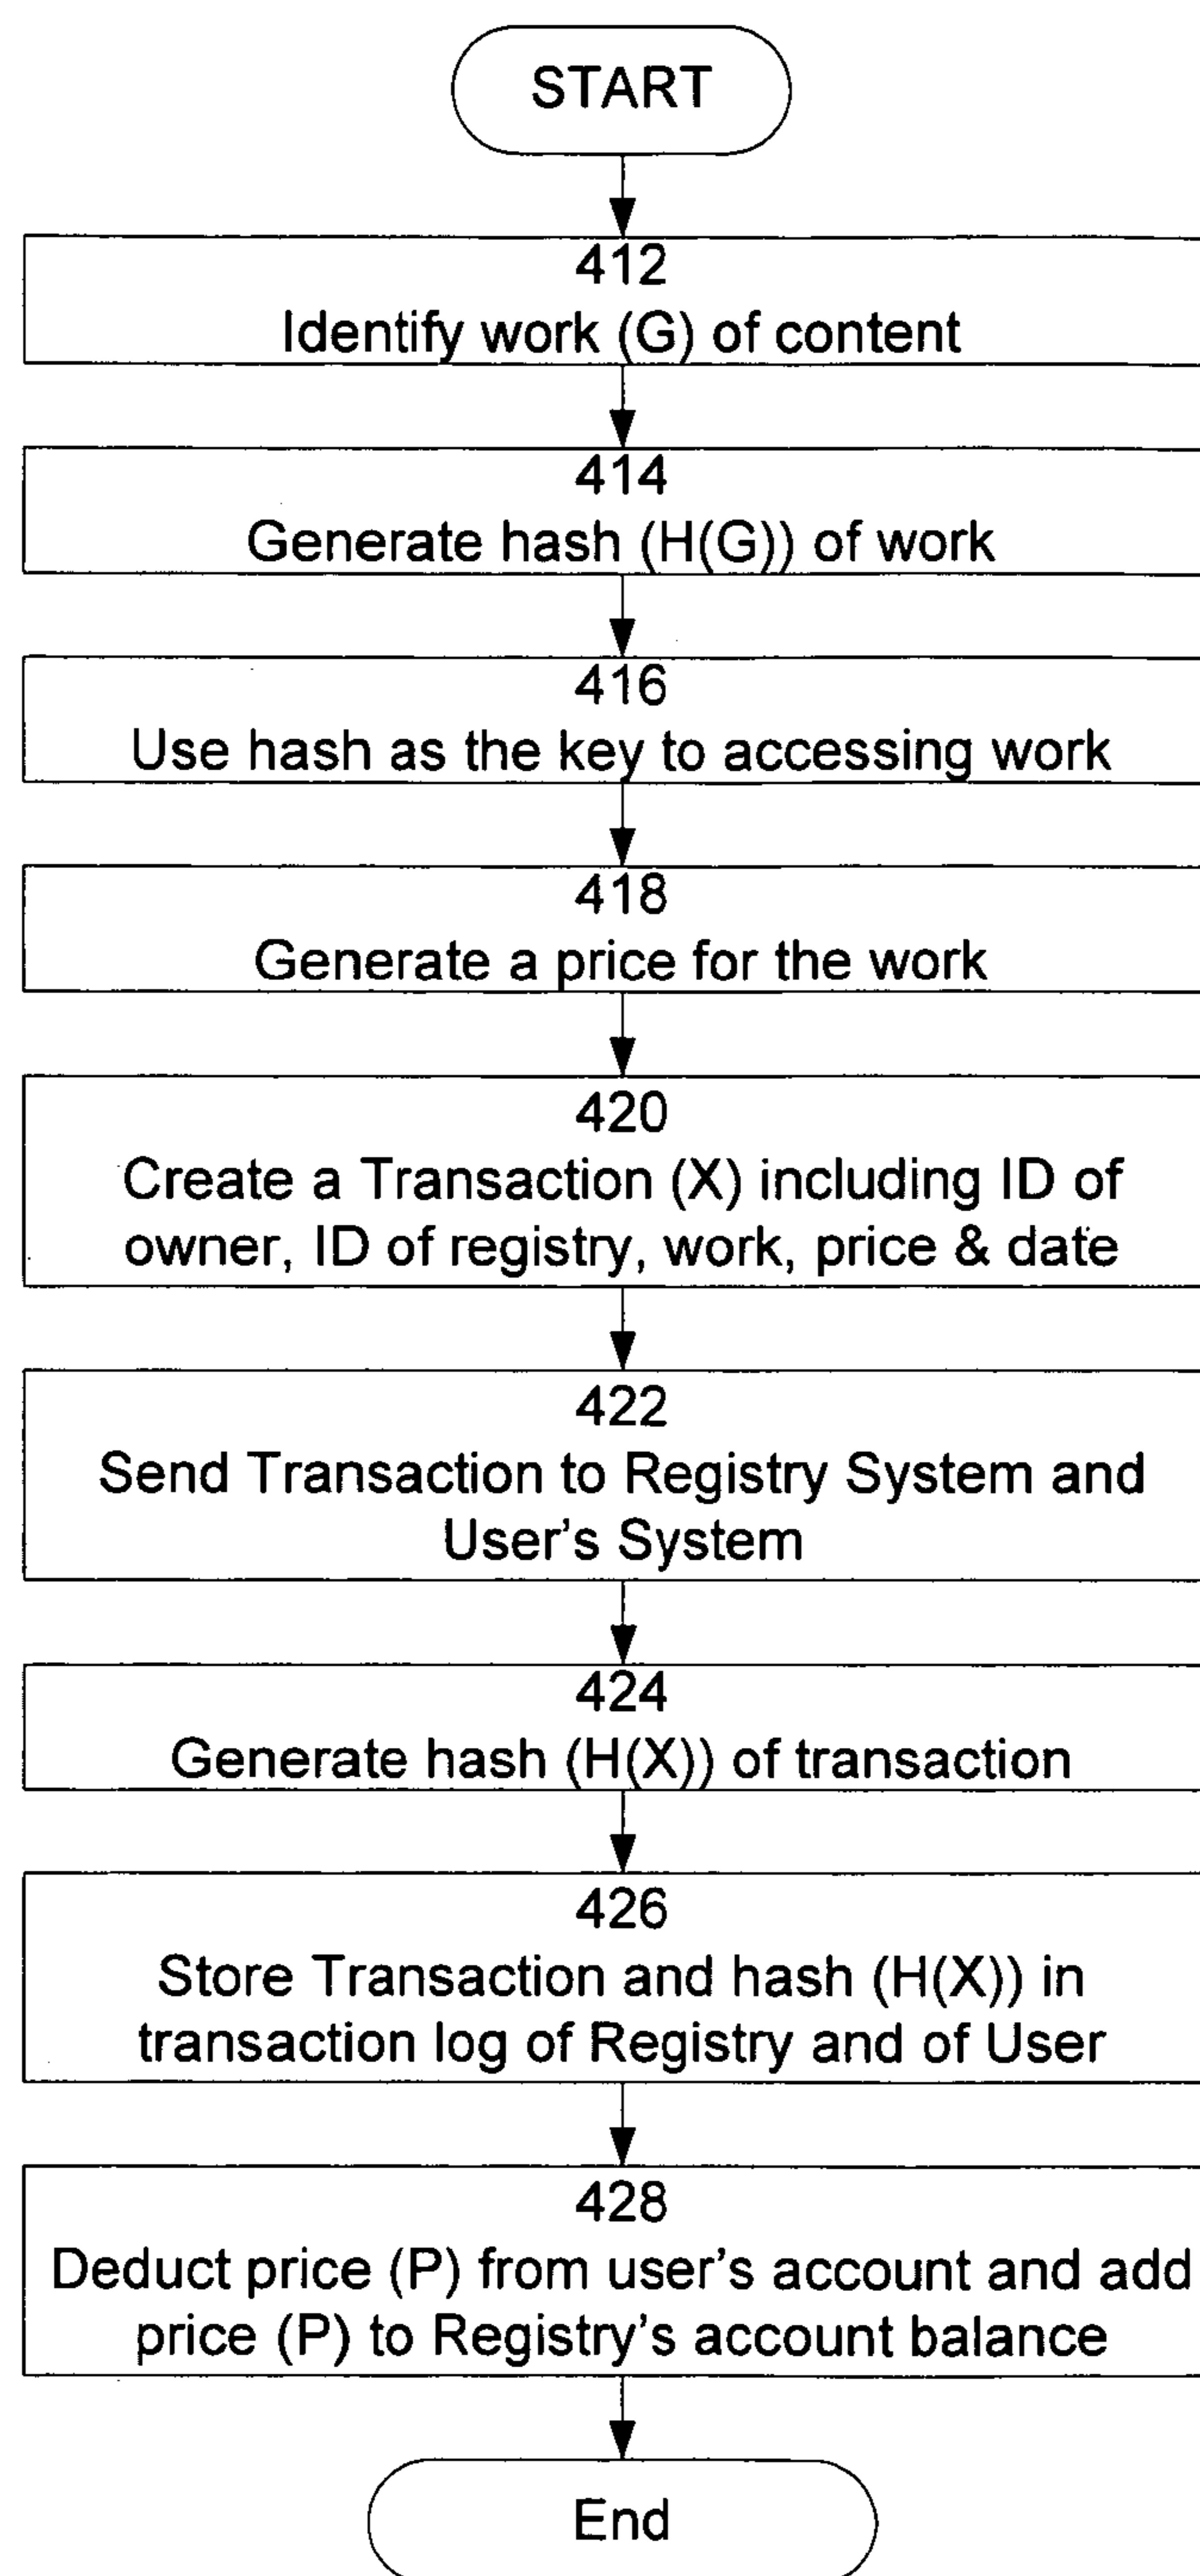 START
412
Identify work (G) of content
414
Generate hash (H(G)) of work
416
Use hash as the key to accessing work
418
Generate a price for the work
420
Create a Transaction (X) including ID of
owner, ID of registry, work, price & date
422
Send Transaction to Registry System and
User's System
424
Generate hash (H(X)) of transaction
426
Store Transaction and hash (H(X)) in
transaction log of Registry and of User
428
Deduct price (P) from user's account and add
price (P) to Registry's account balance
End